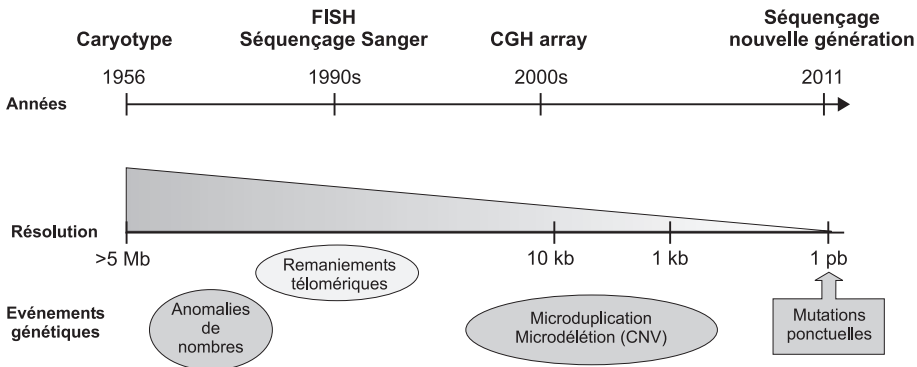 FISH
Caryotype
Séquençage Sanger
CGH array
Séquençage
nouvelle génération
1956
1990s
2000s
2011
Années
Résolution
>5 Mb
10 kb
1 kb
1 pb
Evénements
génétiques
Anomalies
de
nombres
Remaniements
télomériques
Microduplication
Microdélétion (CNV)
Mutations
ponctuelles